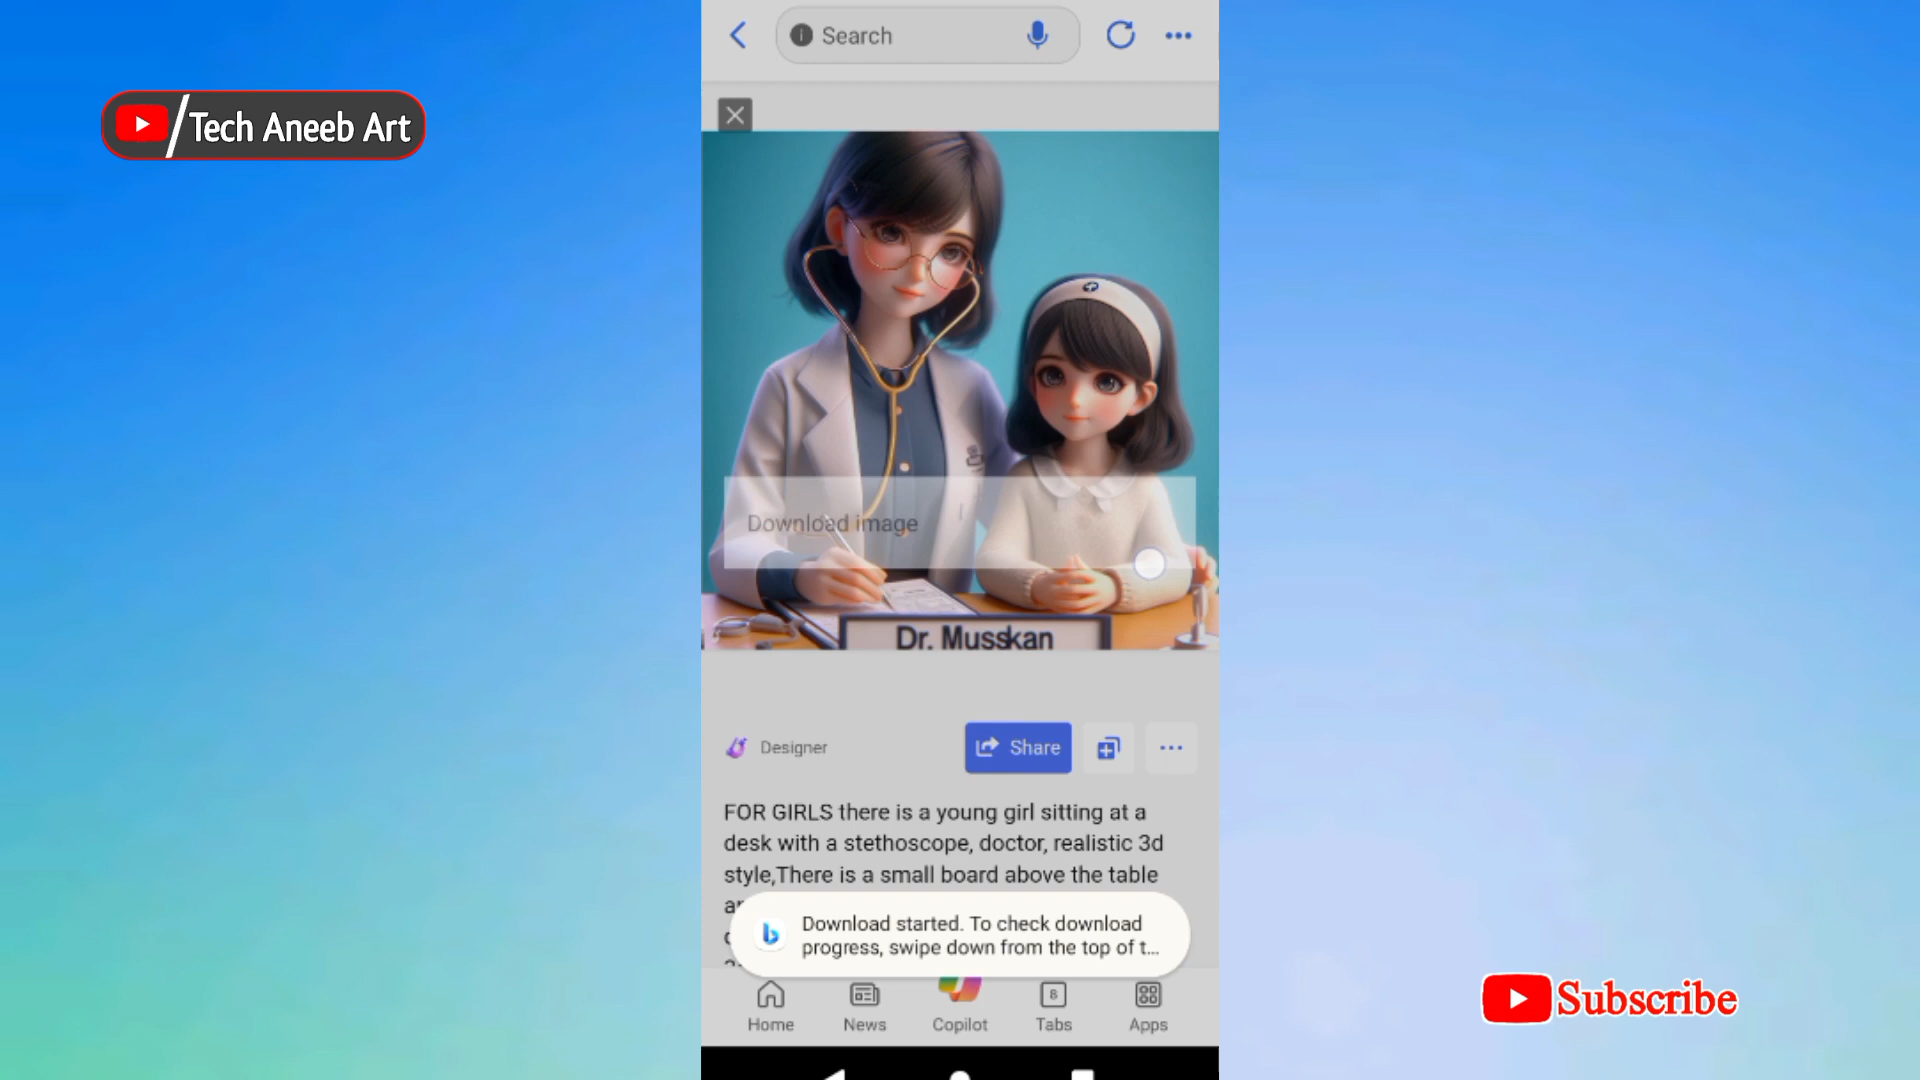 Search
Tech Aneeb Art
Download image
Dr. Musskan
Designer
Share
FOR GIRLS there is a young girl sitting at a
desk with a stethoscope, doctor, realistic 3d
style,There is a small board above the table
Download started. To check download
progress, swipe down from the top of t...
8
Home
News
Copilot
Tabs
Apps
Subscribe